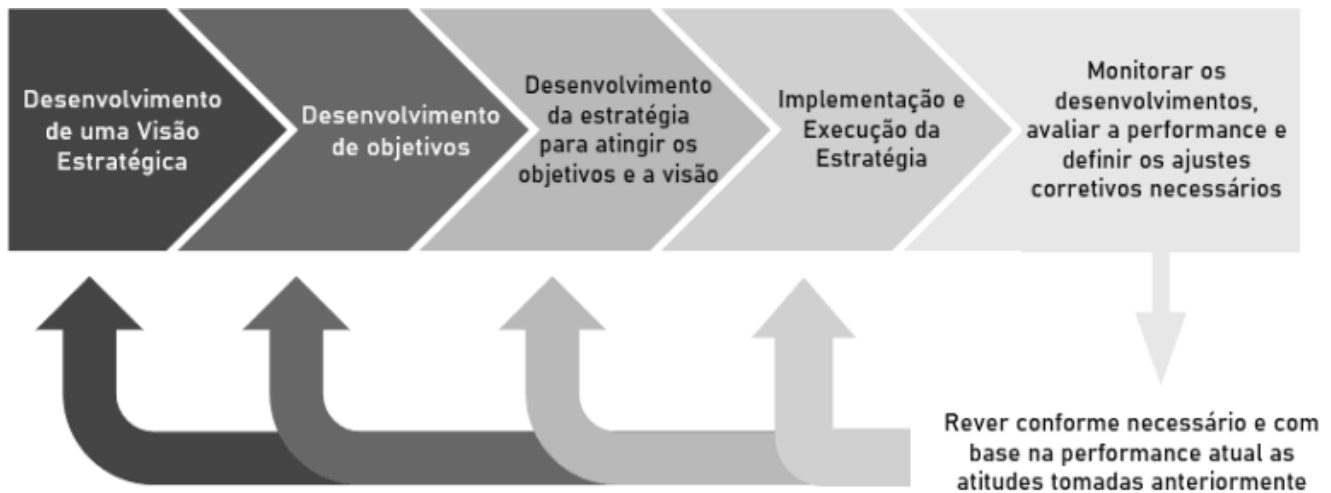 Desenvolvimento
de uma Visão
Estratégica
Desenvolvimento
de objetivos
Desenvolvimento
da estratégia
para atingir os
objetivos e a visão
Implementação e
Execução da
Estratégia
Monitorar os
desenvolvimentos,
avaliar a performance e
definir os ajustes
corretivos necessários
Rever conforme necessário e com
base na performance atual as
atitudes tomadas anteriormente